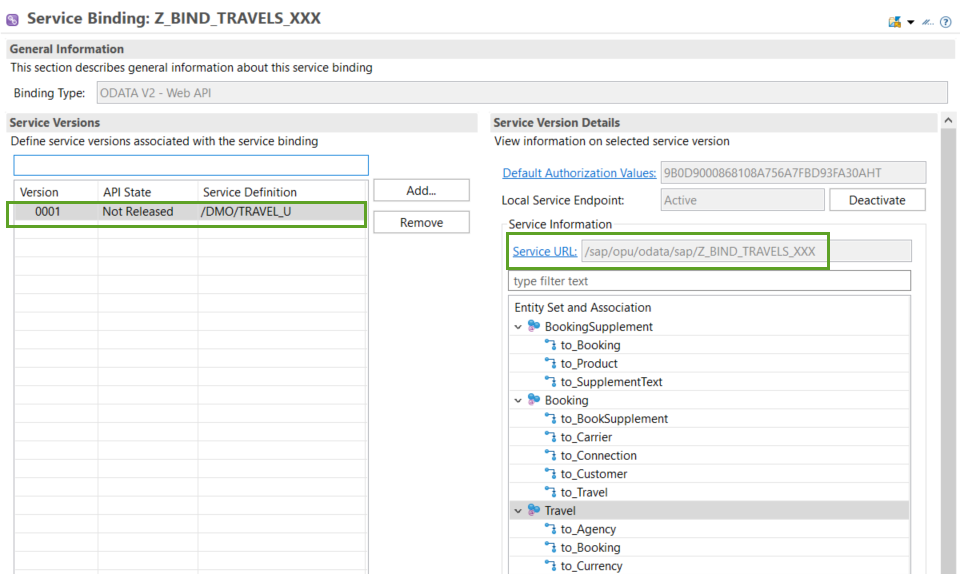 Service Binding: Z_BIND_TRAVELS_XXX
General Information
This section describes general information about this service binding
Binding Type: ODATA V2 - Web API
Service Versions
Define service versions associated with the service binding
Version API State Service Definition
0001 Not Released /DMO/TRAVEL_U
Add...
Remove
Service Version Details
View information on selected service version
Default Authorization Values: 9B0D9000868108A756A7FBD93FA30AHT
Local Service Endpoint: Active Deactivate
Service Information
Service URL: /sap/opu/odata/sap/Z_BIND_TRAVELS_XXX
type filter text
Entity Set and Association
BookingSupplement
to_Booking
to_Product
to_SupplementText
Booking
to_BookSupplement
to_Carrier
to_Connection
to_Customer
to_Travel
Travel
to_Agency
to_Booking
to_Currency